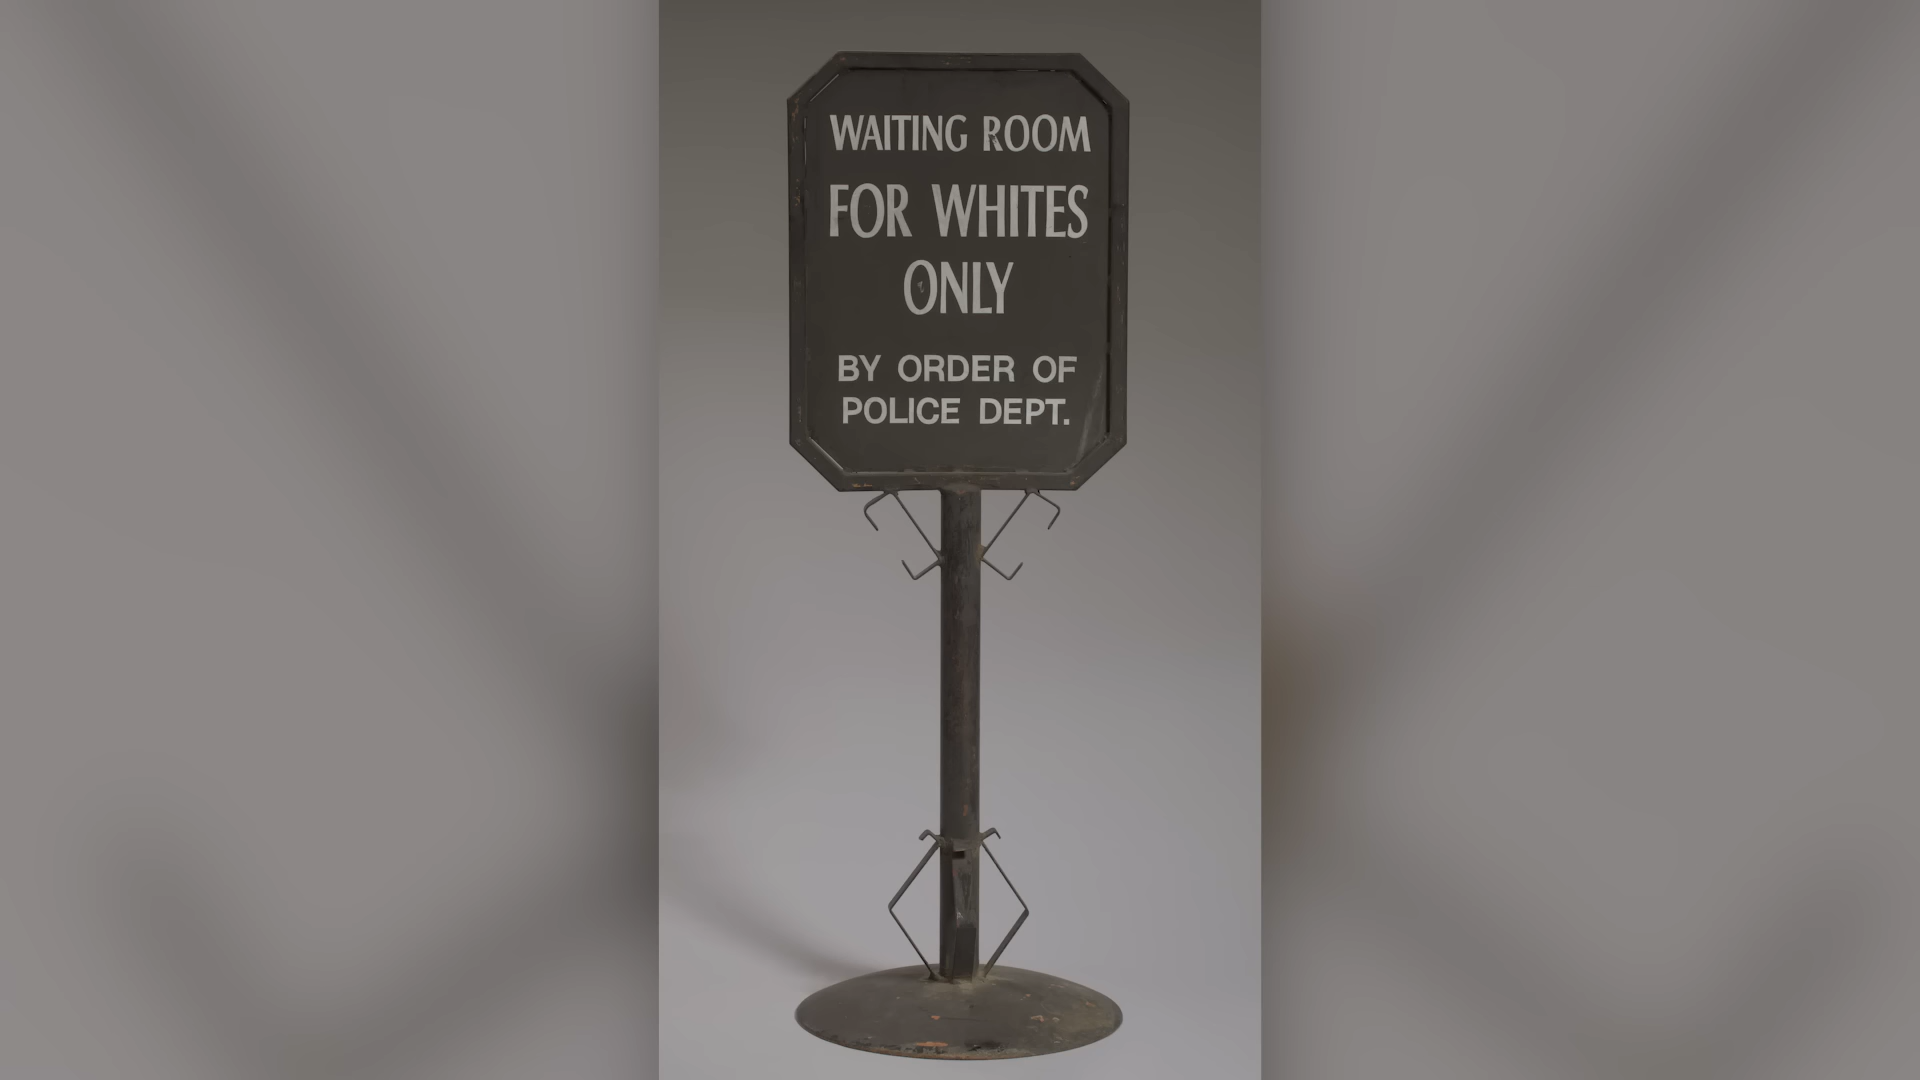 WAITING ROOM
FOR WHITES
ONLY
BY ORDER OF
POLICE DEPT.